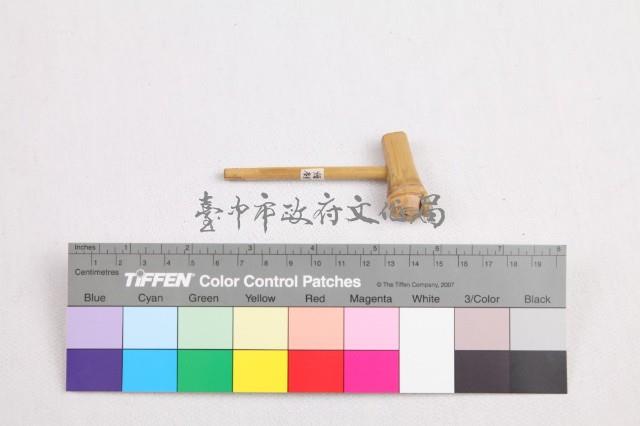 臺中市政府文化局
Inches 1 2 3 4 5 6 7 8
1 2 3 4 5 6 7 8 9 10 11 12 13 14 15 16 17 18 19
Centimetres TIFFEN® Color Control Patches © The Tiffen Company, 2007
Blue Cyan Green Yellow Red Magenta White 3/Color Black